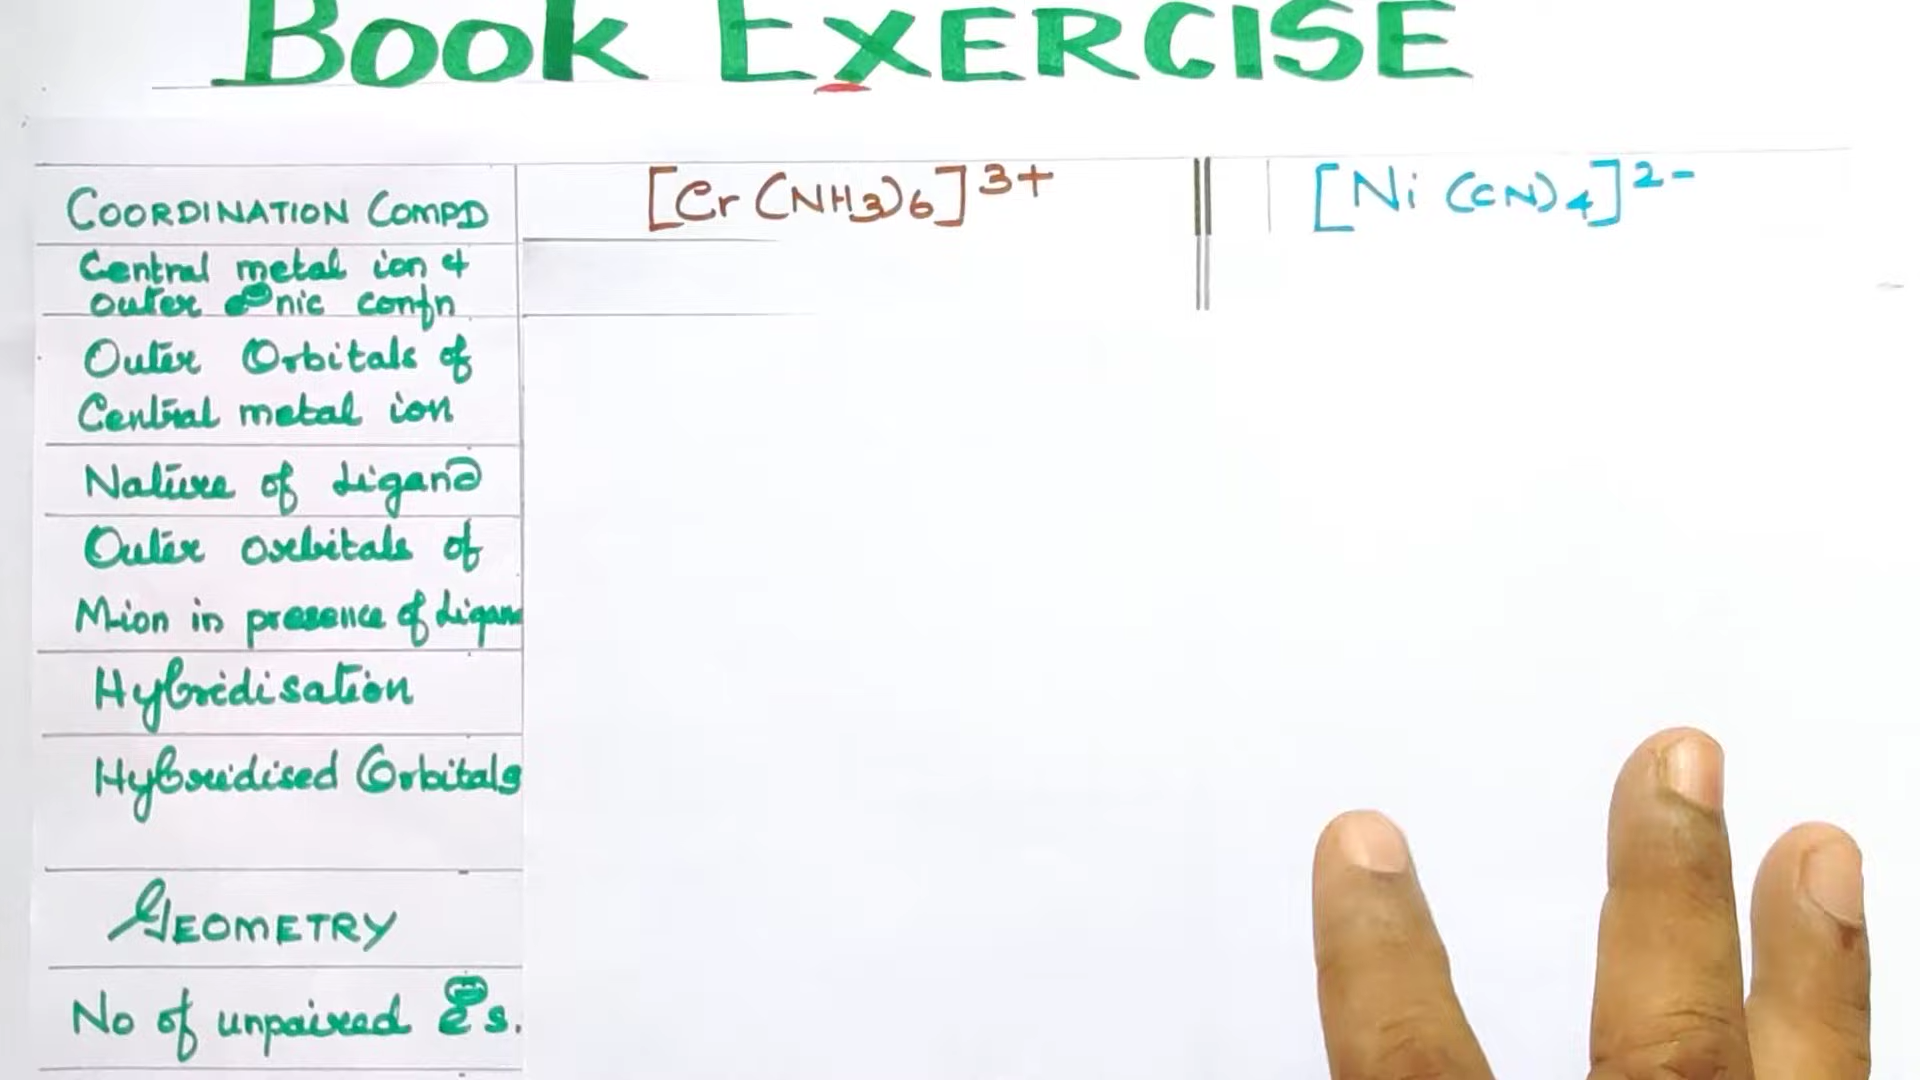 BOOK EXERCISE
COORDINATION COMPD [Cr(NH3)6]3+ [Ni(CN)4]2-
Central metal ion &
outer e nic confn
Outer Orbitals of
Central metal ion
Nature of Ligand
Outer orbitals of
M-ion in presence of Ligan
Hybridisation
Hybridised Orbitals
GEOMETRY
No of unpaired e s.